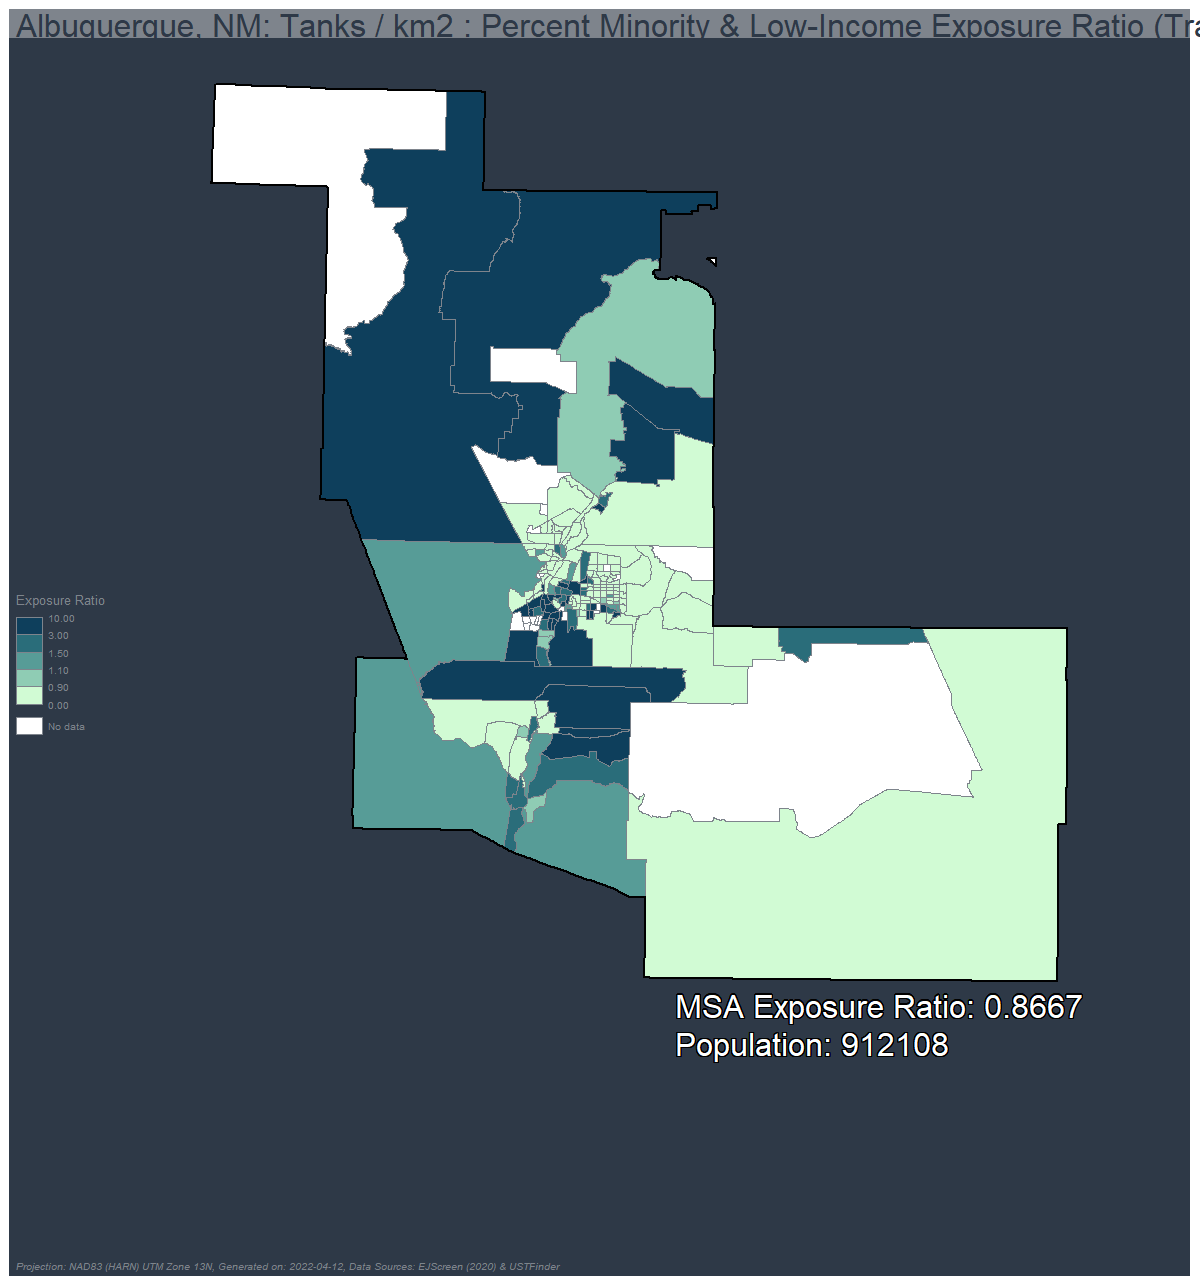 Albuquerque, NM: Tanks / km2 : Percent Minority & Low-Income Exposure Ratio (Tra
Exposure Ratio
10.00
3.00
1.50
1.10
0.90
0.00
No data
MSA Exposure Ratio: 0.8667
Population: 912108
Projection: NAD83 (HARN) UTM Zone 13N, Generated on: 2022-04-12, Data Sources: EJScreen (2020) & USTFinder